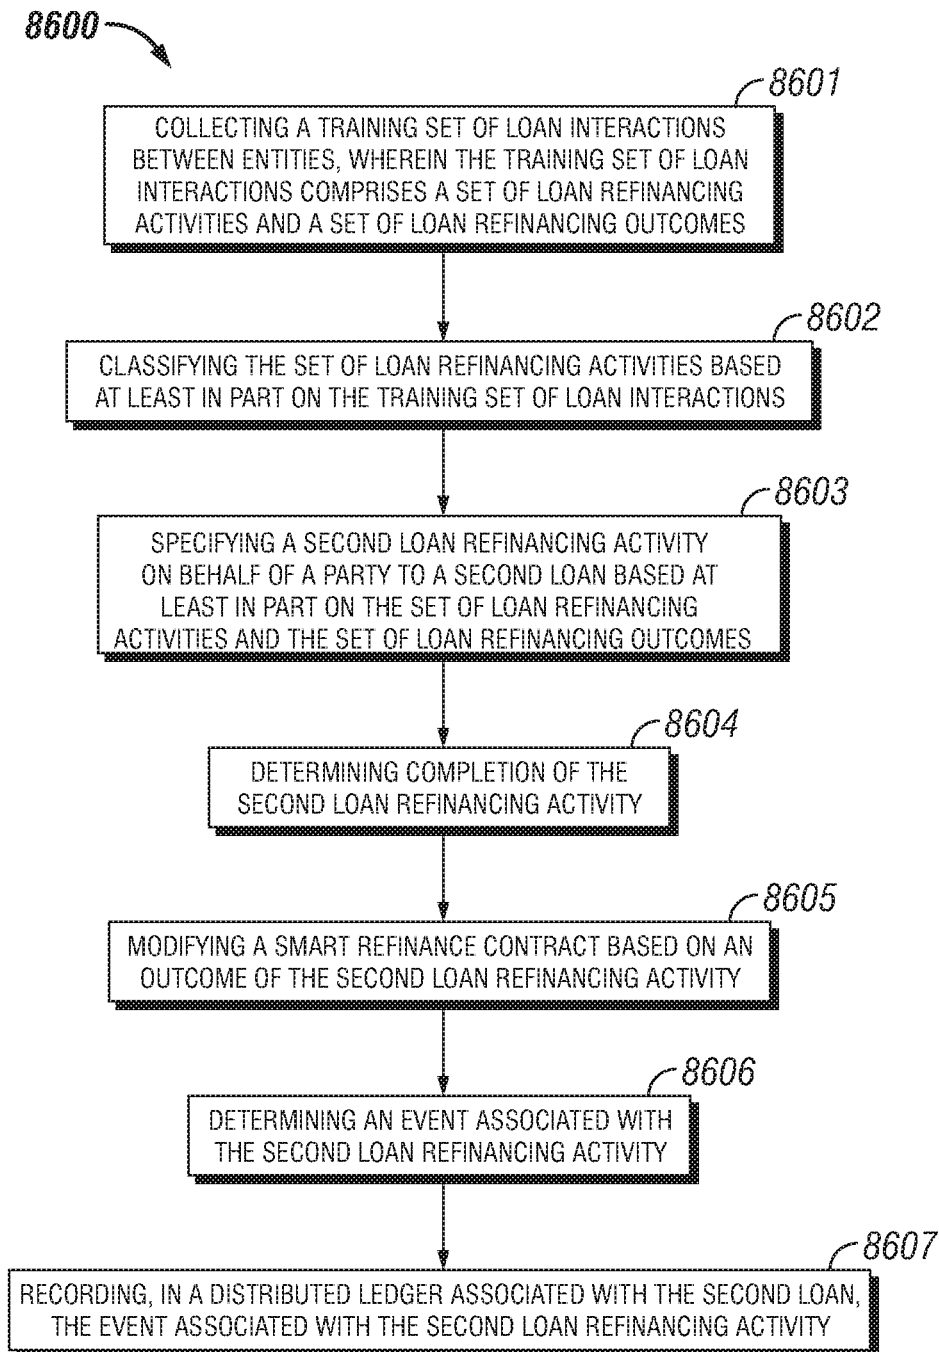 8600
8601
COLLECTING A TRAINING SET OF LOAN INTERACTIONS
BETWEEN ENTITIES, WHEREIN THE TRAINING SET OF LOAN
INTERACTIONS COMPRISES A SET OF LOAN REFINANCING
ACTIVITIES AND A SET OF LOAN REFINANCING OUTCOMES
8602
CLASSIFYING THE SET OF LOAN REFINANCING ACTIVITIES BASED
AT LEAST IN PART ON THE TRAINING SET OF LOAN INTERACTIONS
8603
SPECIFYING A SECOND LOAN REFINANCING ACTIVITY
ON BEHALF OF A PARTY TO A SECOND LOAN BASED AT
LEAST IN PART ON THE SET OF LOAN REFINANCING
ACTIVITIES AND THE SET OF LOAN REFINANCING OUTCOMES
8604
DETERMINING COMPLETION OF THE
SECOND LOAN REFINANCING ACTIVITY
8605
MODIFYING A SMART REFINANCE CONTRACT BASED ON AN
OUTCOME OF THE SECOND LOAN REFINANCING ACTIVITY
8606
DETERMINING AN EVENT ASSOCIATED WITH
THE SECOND LOAN REFINANCING ACTIVITY
8607
RECORDING, IN A DISTRIBUTED LEDGER ASSOCIATED WITH THE SECOND LOAN,
THE EVENT ASSOCIATED WITH THE SECOND LOAN REFINANCING ACTIVITY